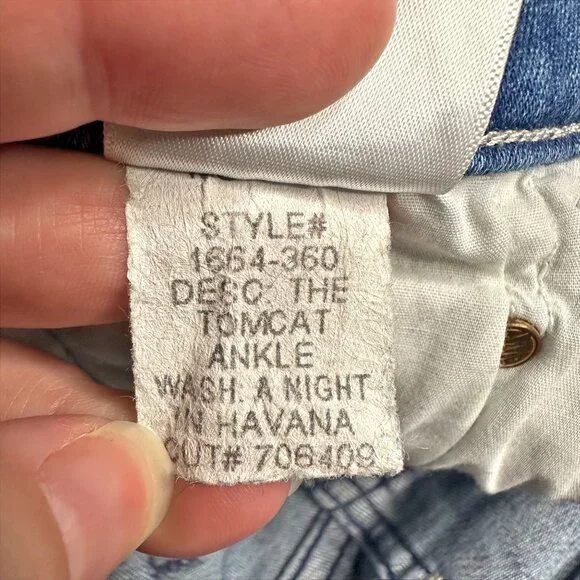 STYLE#
1664-360
DESC: THE
TOMCAT
ANKLE
WASH: A NIGHT
IN HAVANA
CUT# 706409